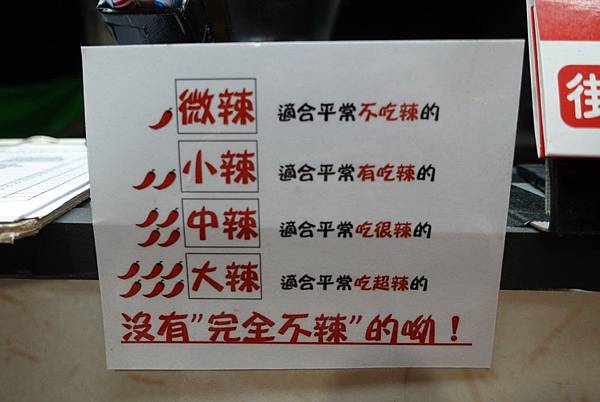 微辣 適合平常不吃辣的
小辣 適合平常有吃辣的
中辣 適合平常吃很辣的
大辣 適合平常吃超辣的
沒有"完全不辣"的呦！
街